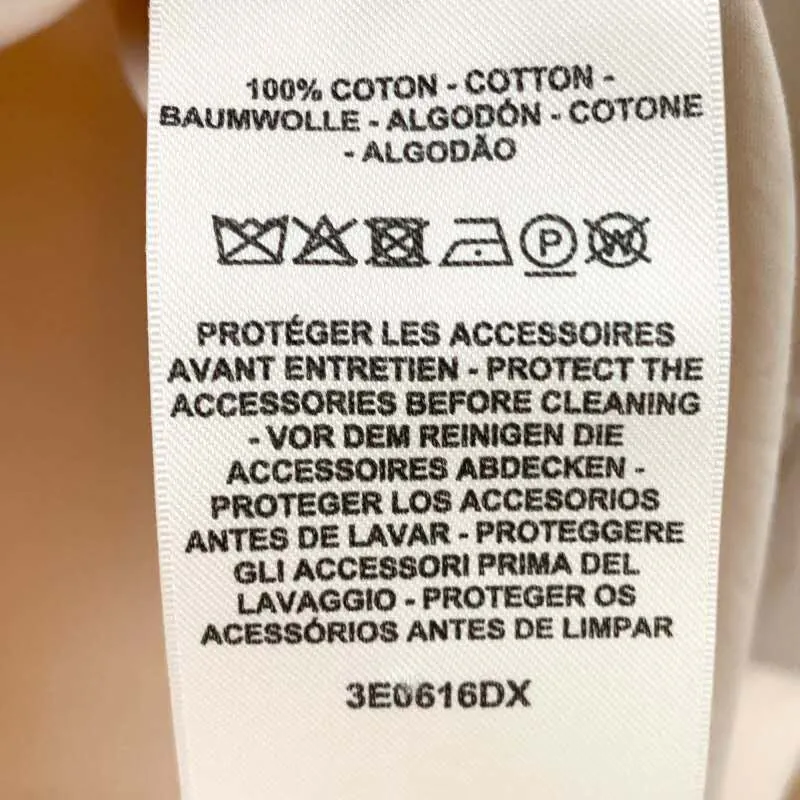 100% COTON - COTTON -
BAUMWOLLE - ALGODÓN - COTONE
- ALGODÃO
P W
PROTÉGER LES ACCESSOIRES
AVANT ENTRETIEN - PROTECT THE
ACCESSORIES BEFORE CLEANING
- VOR DEM REINIGEN DIE
ACCESSOIRES ABDECKEN -
PROTEGER LOS ACCESORIOS
ANTES DE LAVAR - PROTEGGERE
GLI ACCESSORI PRIMA DEL
LAVAGGIO - PROTEGER OS
ACESSÓRIOS ANTES DE LIMPAR
3E0616DX